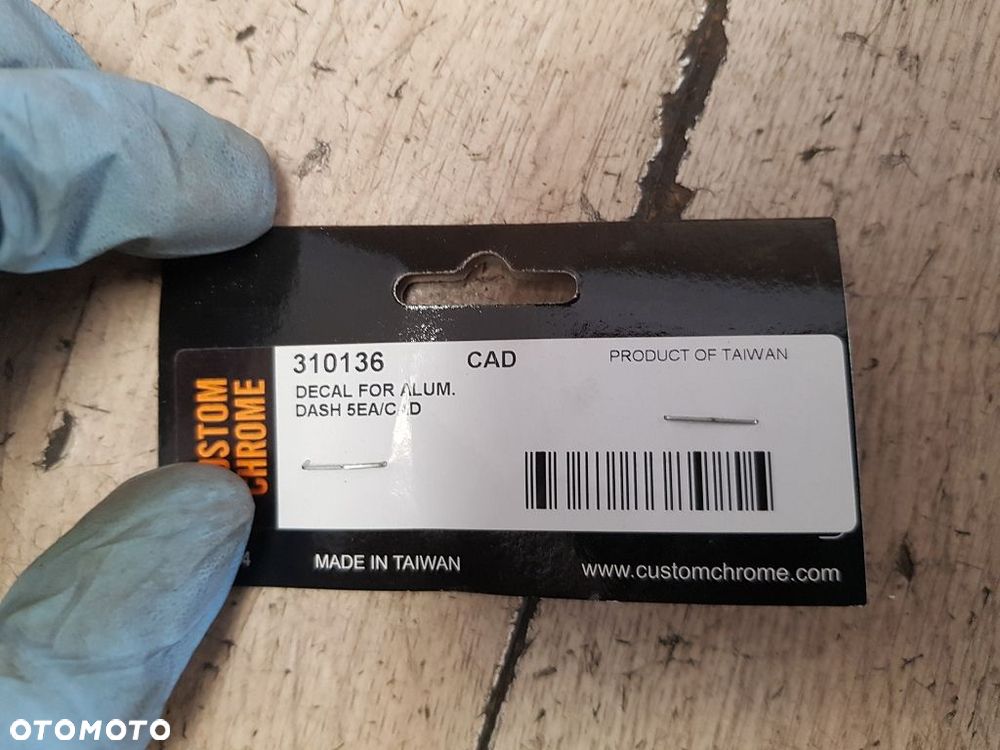 310136 CAD PRODUCT OF TAIWAN
DECAL FOR ALUM.
DASH 5EA/CAD
CUSTOM
CHROME
MADE IN TAIWAN
www.customchrome.com
OTOMOTO